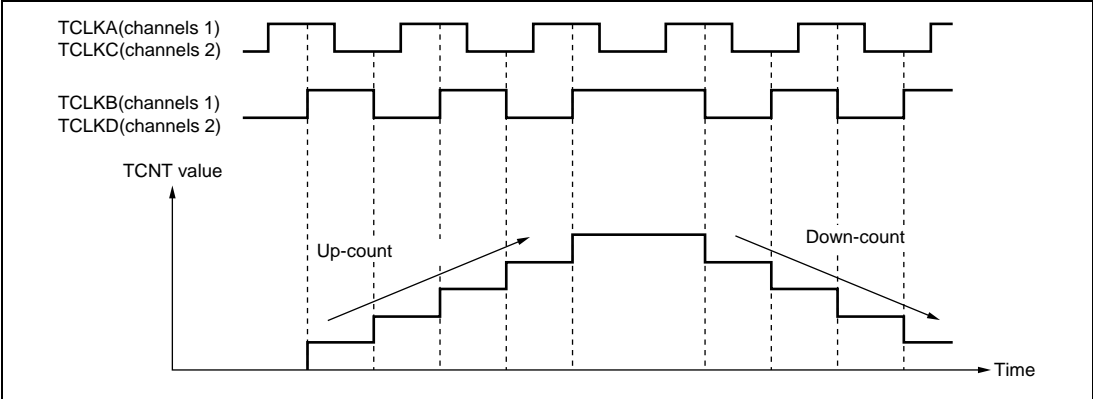 TCLKA(channels 1)
TCLKC(channels 2)
TCLKB(channels 1)
TCLKD(channels 2)
TCNT value
Up-count
Down-count
Time